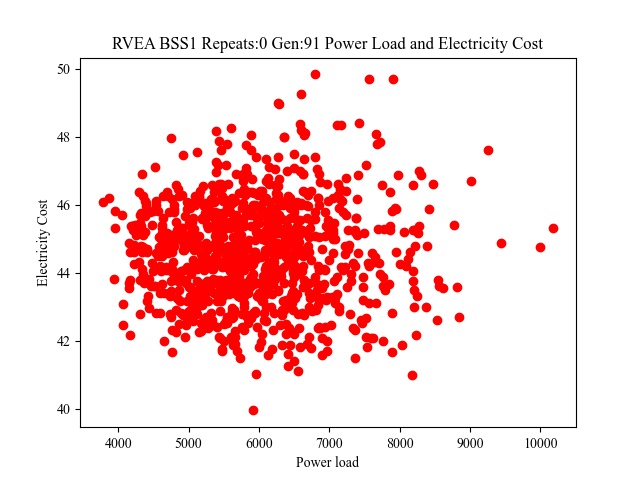 RVEA BSS1 Repeats:0 Gen:91 Power Load and Electricity Cost
50
48
46
44
42
40
Electricity Cost
4000 5000 6000 7000 8000 9000 10000
Power load